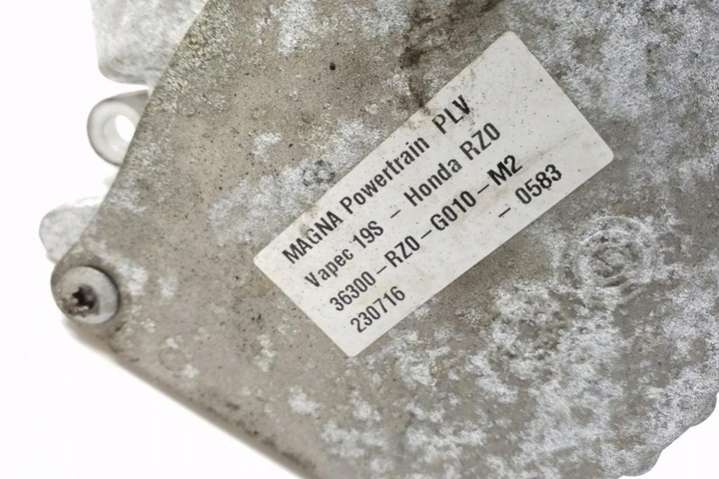 MAGNA Powertrain PLV
Vapec 19S - Honda RZ0
36300-RZ0-G010-M2
230716 - 0583